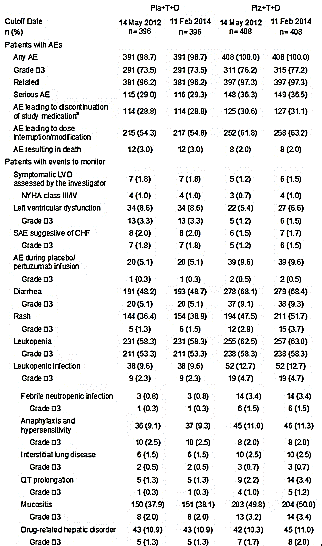 Pla+T+D Ptz+T+D
Cutoff Date 14 May 2012 11 Feb 2014 14 May 2012 11 Feb 2014
n (%) n= 396 n= 396 n= 408 n= 408
Patients with AEs
Any AE 391 (98.7) 391 (98.7) 408 (100.0) 408 (100.0)
Grade ≥3 291 (73.5) 291 (73.5) 311 (76.2) 315 (77.2)
Related 381 (96.2) 381 (96.2) 397 (97.3) 397 (97.3)
Serious AE 115 (29.0) 116 (29.3) 148 (36.3) 149 (36.5)
AE leading to discontinuation
of study medication 114 (28.8) 114 (28.8) 125 (30.6) 127 (31.1)
AE leading to dose
interruption/modification 215 (54.3) 217 (54.8) 252 (61.8) 258 (63.2)
AE resulting in death 12 (3.0) 12 (3.0) 8 (2.0) 8 (2.0)
Patients with events to monitor
Symptomatic LVD
assessed by the investigator 7 (1.8) 7 (1.8) 5 (1.2) 6 (1.5)
NYHA class III/IV 4 (1.0) 4 (1.0) 3 (0.7) 4 (1.0)
Left ventricular dysfunction 34 (8.6) 34 (8.6) 22 (5.4) 27 (6.6)
Grade ≥3 13 (3.3) 13 (3.3) 5 (1.2) 6 (1.5)
SAE suggestive of CHF 8 (2.0) 8 (2.0) 6 (1.5) 7 (1.7)
Grade ≥3 7 (1.8) 7 (1.8) 5 (1.2) 6 (1.5)
AE during placebo/
pertuzumab infusion 20 (5.1) 20 (5.1) 39 (9.6) 39 (9.6)
Grade ≥3 1 (0.3) 1 (0.3) 2 (0.5) 2 (0.5)
Diarrhea 191 (48.2) 193 (48.7) 278 (68.1) 279 (68.4)
Grade ≥3 20 (5.1) 20 (5.1) 37 (9.1) 38 (9.3)
Rash 144 (36.4) 154 (38.9) 194 (47.5) 211 (51.7)
Grade ≥3 5 (1.3) 6 (1.5) 12 (2.9) 15 (3.7)
Leukopenia 231 (58.3) 231 (58.3) 255 (62.5) 257 (63.0)
Grade ≥3 211 (53.3) 211 (53.3) 238 (58.3) 238 (58.3)
Leukopenic infection 38 (9.6) 38 (9.6) 52 (12.7) 52 (12.7)
Grade ≥3 9 (2.3) 9 (2.3) 19 (4.7) 19 (4.7)
Febrile neutropenic infection 3 (0.8) 3 (0.8) 14 (3.4) 14 (3.4)
Grade ≥3 1 (0.3) 1 (0.3) 6 (1.5) 6 (1.5)
Anaphylaxis and
hypersensitivity 36 (9.1) 37 (9.3) 45 (11.0) 46 (11.3)
Grade ≥3 10 (2.5) 10 (2.5) 8 (2.0) 8 (2.0)
Interstitial lung disease 6 (1.5) 6 (1.5) 10 (2.5) 10 (2.5)
Grade ≥3 2 (0.5) 2 (0.5) 3 (0.7) 3 (0.7)
QT prolongation 5 (1.3) 5 (1.3) 9 (2.2) 14 (3.4)
Grade ≥3 1 (0.3) 1 (0.3) 4 (1.0) 5 (1.2)
Mucositis 150 (37.9) 151 (38.1) 203 (49.8) 204 (50.0)
Grade ≥3 8 (2.0) 8 (2.0) 13 (3.2) 14 (3.4)
Drug-related hepatic disorder 43 (10.9) 43 (10.9) 42 (10.3) 45 (11.0)
Grade ≥3 5 (1.3) 5 (1.3) 7 (1.7) 8 (2.0)